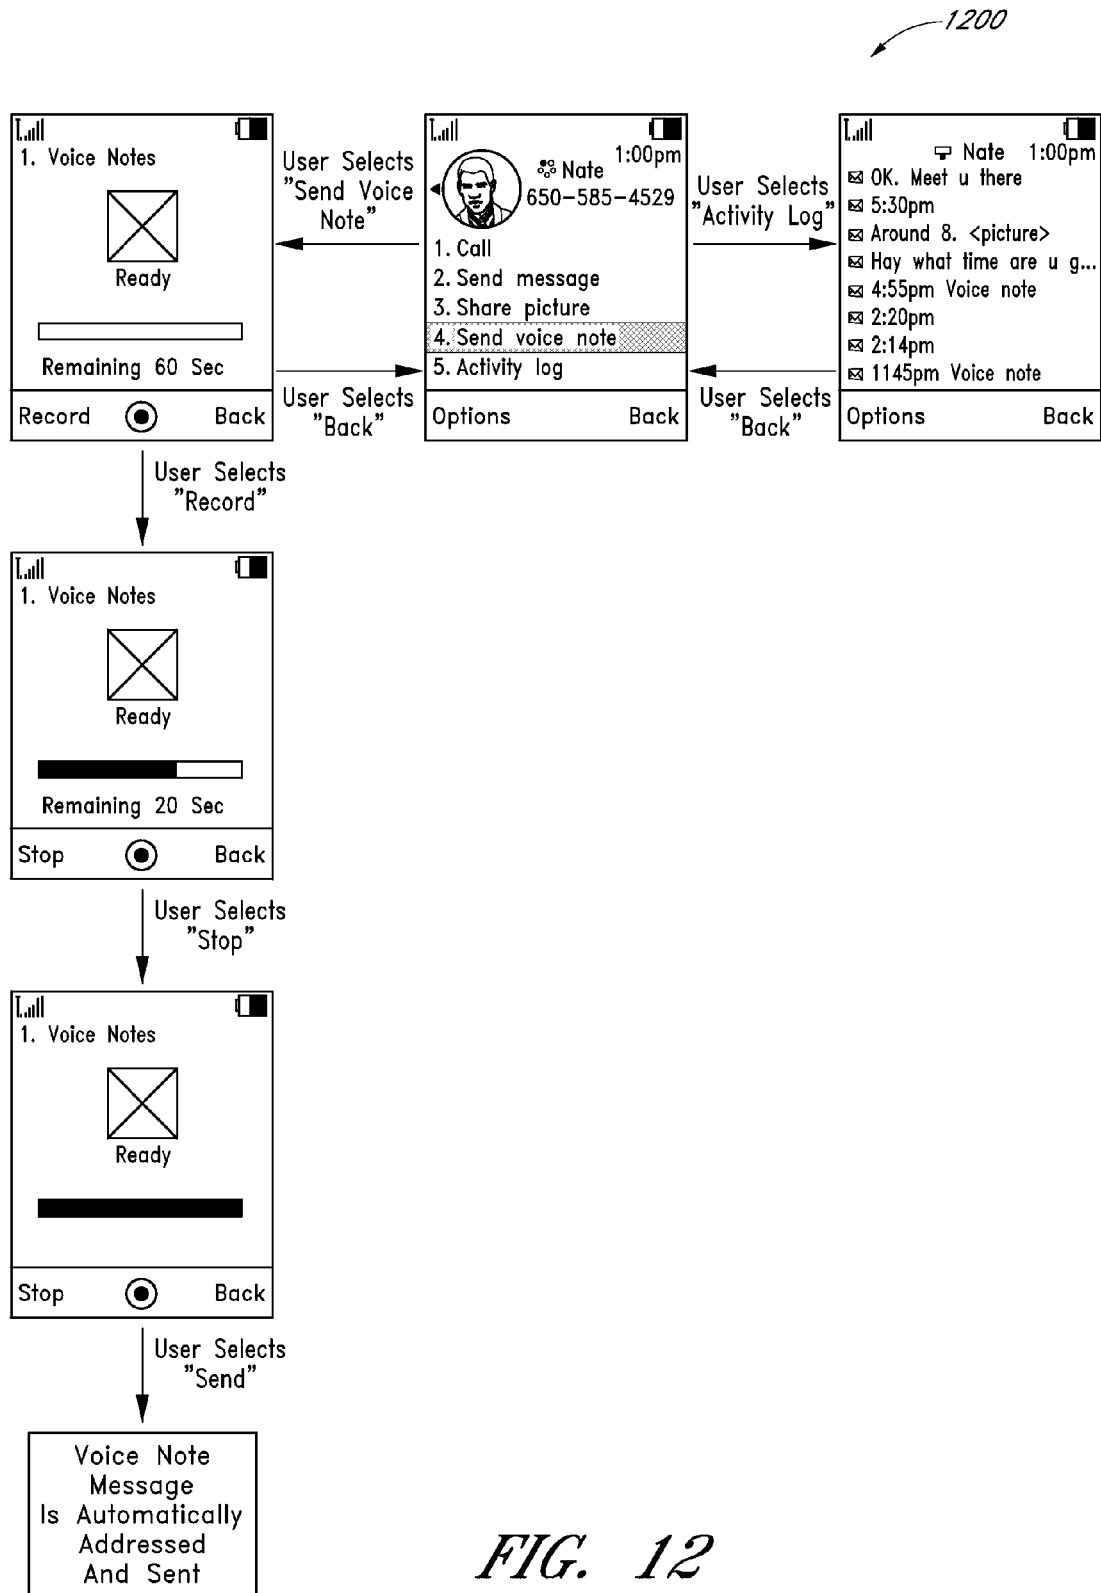 1200
1. Voice Notes
Ready
Remaining 60 Sec
Record Back
User Selects
"Send Voice
Note"
User Selects
"Back"
1:00pm
Nate
650-585-4529
1. Call
2. Send message
3. Share picture
4. Send voice note
5. Activity log
Options Back
User Selects
"Activity Log"
User Selects
"Back"
Nate 1:00pm
OK. Meet u there
5:30pm
Around 8. <picture>
Hay what time are u g...
4:55pm Voice note
2:20pm
2:14pm
1145pm Voice note
Options Back
User Selects
"Record"
1. Voice Notes
Ready
Remaining 20 Sec
Stop Back
User Selects
"Stop"
1. Voice Notes
Ready
Stop Back
User Selects
"Send"
Voice Note
Message
Is Automatically
Addressed
And Sent
FIG. 12